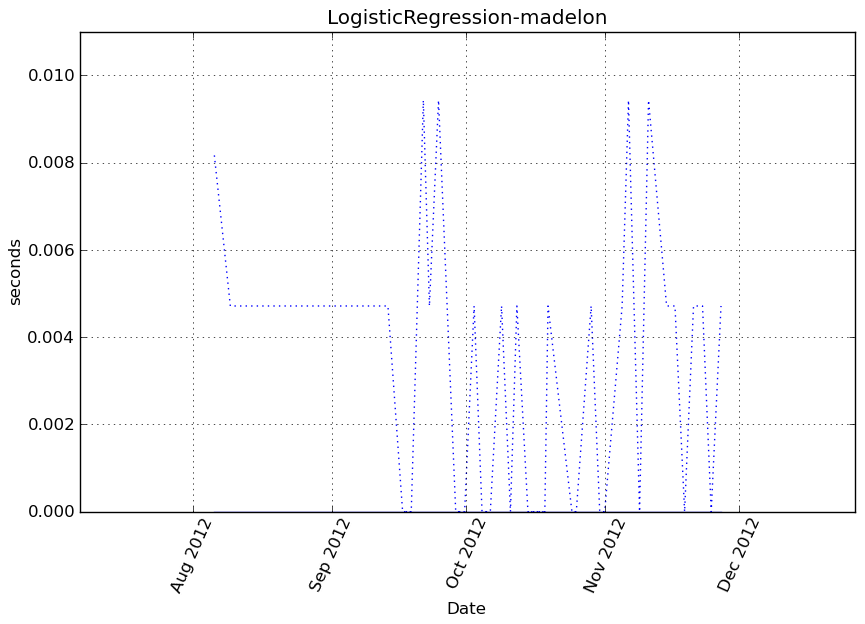 LogisticRegression-madelon
0.010
0.008
0.006
0.004
0.002
0.000
seconds
Aug 2012
Sep 2012
Oct 2012
Nov 2012
Dec 2012
Date